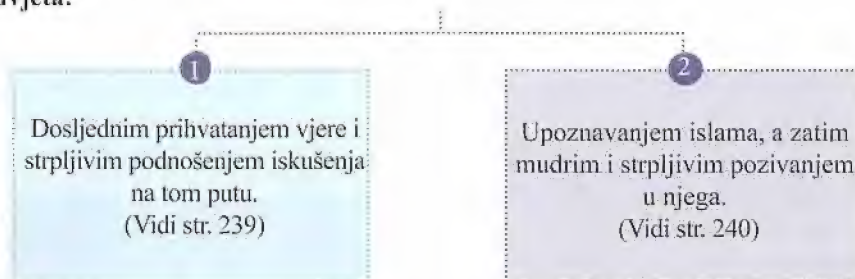 1
Dosljednim prihvatanjem vjere i
strpljivim podnošenjem iskušenja
na tom putu.
(Vidi str. 239)
2
Upoznavanjem islama, a zatim
mudrim i strpljivim pozivanjem
u njega.
(Vidi str. 240)